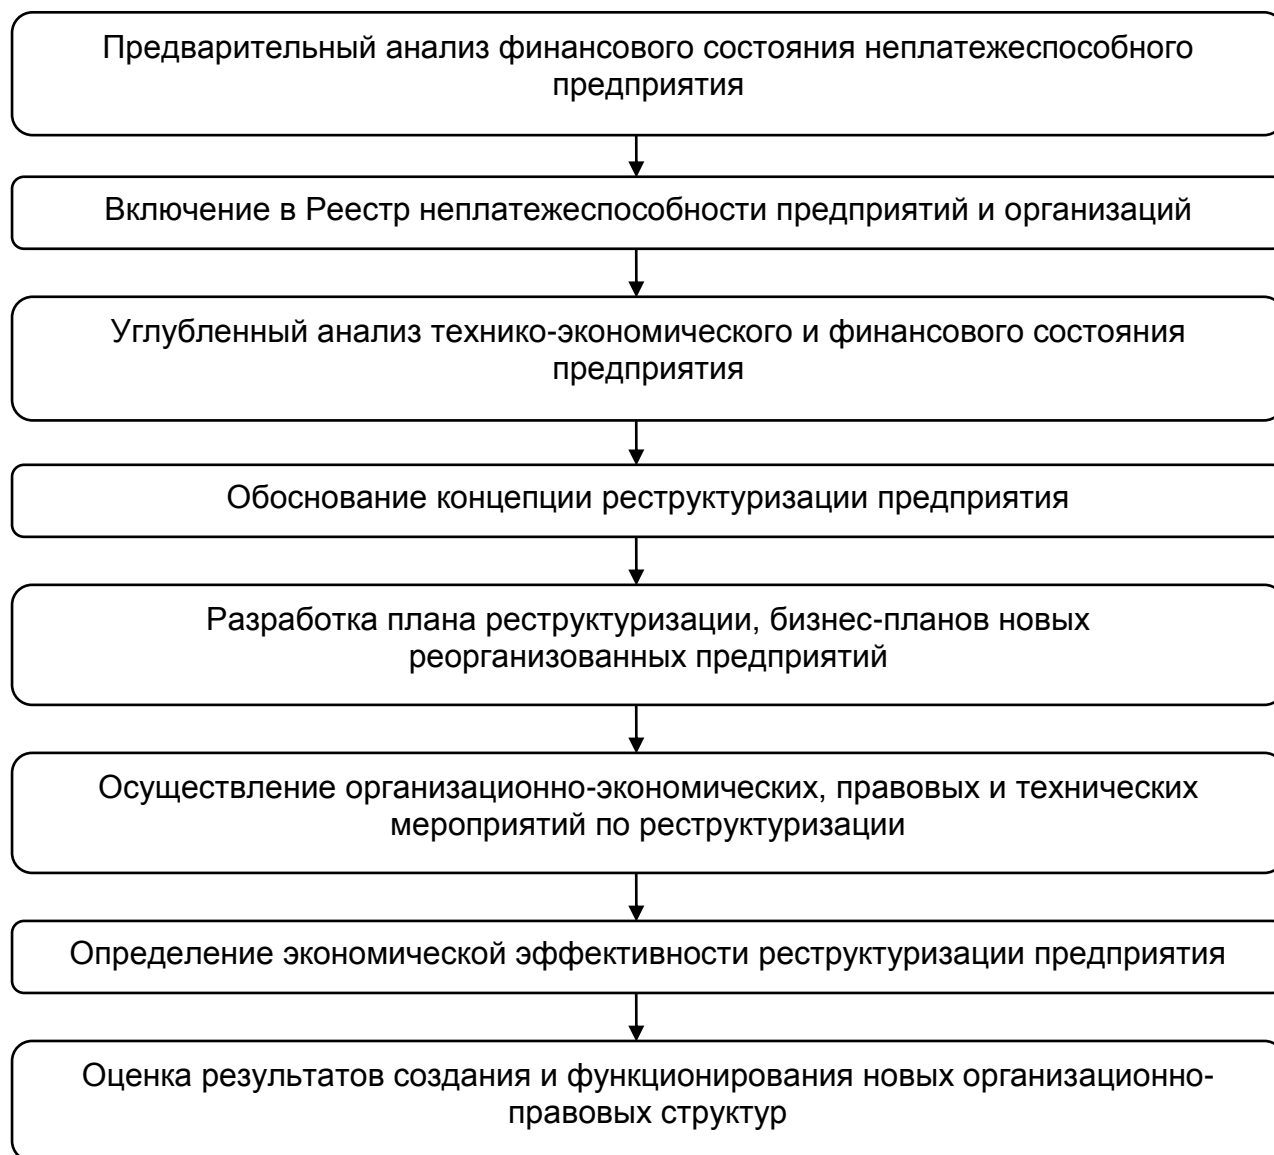 Предварительный анализ финансового состояния неплатежеспособного
предприятия
Включение в Реестр неплатежеспособности предприятий и организаций
Углубленный анализ технико-экономического и финансового состояния
предприятия
Обоснование концепции реструктуризации предприятия
Разработка плана реструктуризации, бизнес-планов новых
реорганизованных предприятий
Осуществление организационно-экономических, правовых и технических
мероприятий по реструктуризации
Определение экономической эффективности реструктуризации предприятия
Оценка результатов создания и функционирования новых организационно-
правовых структур